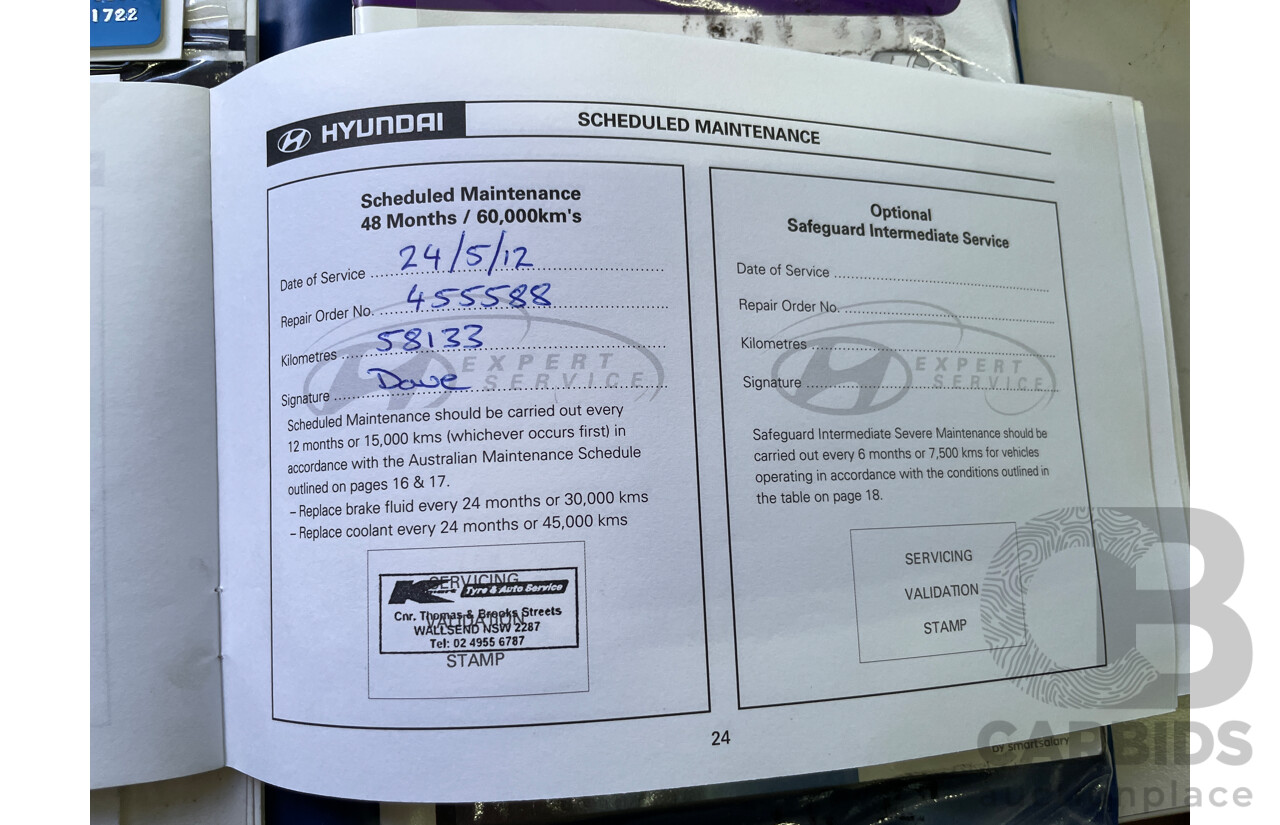 1722
HYUNDAI
SCHEDULED MAINTENANCE
Scheduled Maintenance
48 Months / 60,000km's
Date of Service 24/5/12
Repair Order No. 455588
Kilometres 58133
Signature Dave
EXPERT
SERVICE
Scheduled Maintenance should be carried out every
12 months or 15,000 kms (whichever occurs first) in
accordance with the Australian Maintenance Schedule
outlined on pages 16 & 17.
– Replace brake fluid every 24 months or 30,000 kms
– Replace coolant every 24 months or 45,000 kms
SERVICING
VALIDATION
STAMP
Kmart Tyre & Auto Service
Cnr. Thomas & Brooks Streets
WALLSEND NSW 2287
Tel: 02 4955 6787
Optional
Safeguard Intermediate Service
Date of Service
Repair Order No.
Kilometres
Signature
EXPERT
SERVICE
Safeguard Intermediate Severe Maintenance should be
carried out every 6 months or 7,500 kms for vehicles
operating in accordance with the conditions outlined in
the table on page 18.
SERVICING
VALIDATION
STAMP
24
by smartsalary
CB
CARBIDS